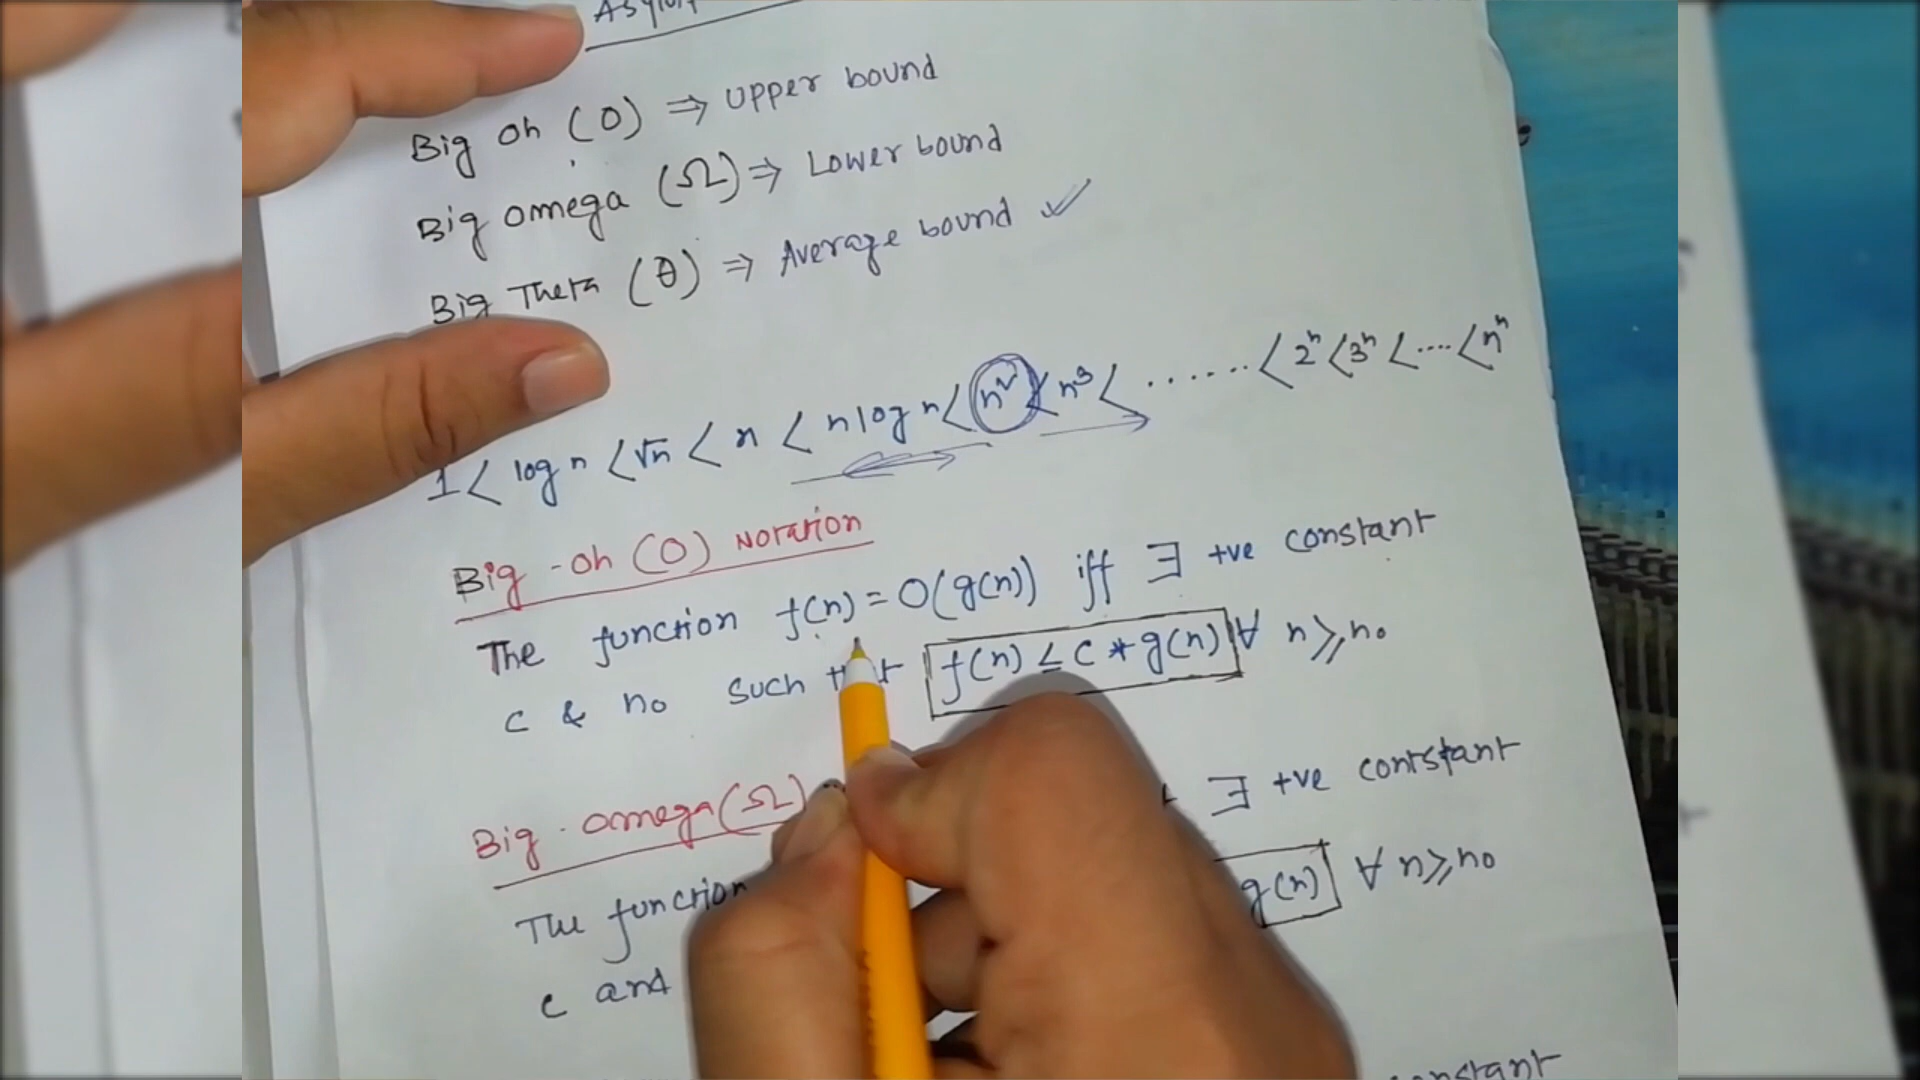 Big Oh (O) ⇒ Upper bound
Big Omega (Ω) ⇒ Lower bound
Big Theta (θ) ⇒ Average bound ✓
1 < log n < √n < n < n log n < n² < n³ < ...... < 2ⁿ < 3ⁿ < .... < nⁿ
Big-Oh (O) Notation
The function f(n) = O(g(n)) iff ∃ +ve constant
c & n₀ such that f(n) ≤ c * g(n) ∀ n ≥ n₀
Big-Omega (Ω)
The function ∃ +ve constant
c and g(n) ∀ n ≥ n₀
constant